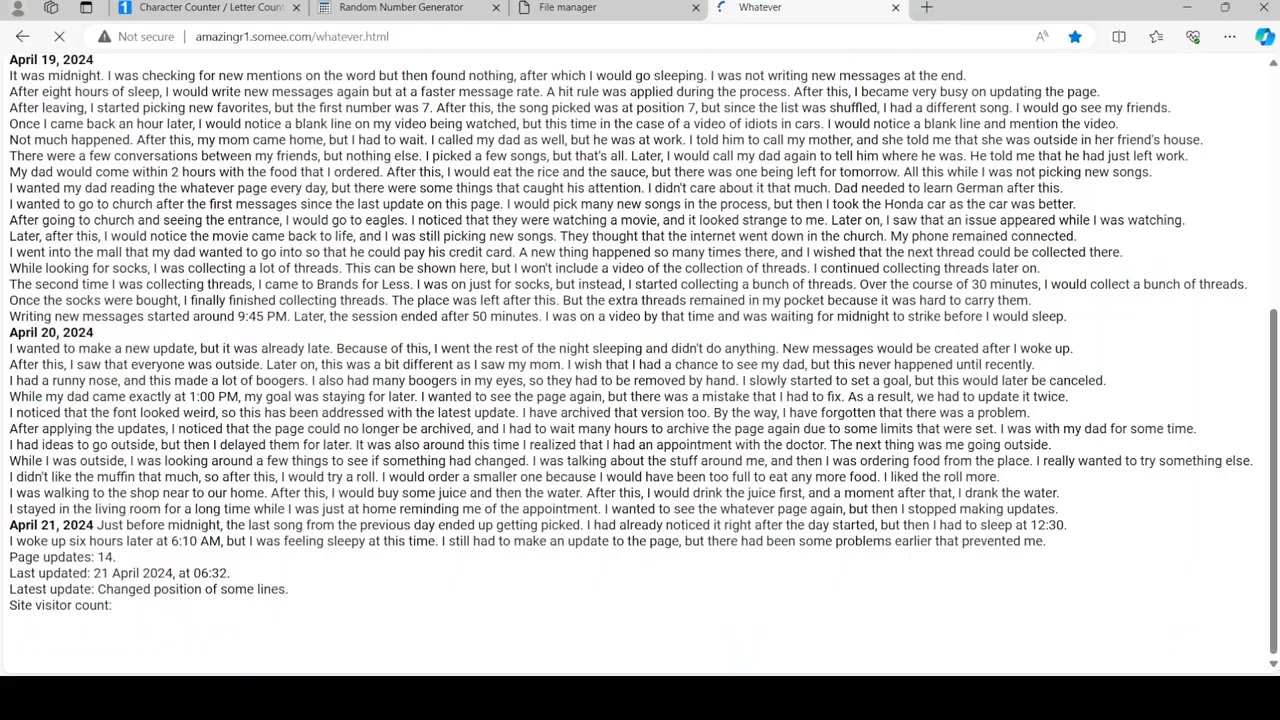 Character Counter / Letter Coun
Random Number Generator
File manager
Whatever
Not secure
amazingr1.somee.com/whatever.html
April 19, 2024
It was midnight. I was checking for new mentions on the word but then found nothing, after which I would go sleeping. I was not writing new messages at the end.
After eight hours of sleep, I would write new messages again but at a faster message rate. A hit rule was applied during the process. After this, I became very busy on updating the page.
After leaving, I started picking new favorites, but the first number was 7. After this, the song picked was at position 7, but since the list was shuffled, I had a different song. I would go see my friends.
Once I came back an hour later, I would notice a blank line on my video being watched, but this time in the case of a video of idiots in cars. I would notice a blank line and mention the video.
Not much happened. After this, my mom came home, but I had to wait. I called my dad as well, but he was at work. I told him to call my mother, and she told me that she was outside in her friend's house.
There were a few conversations between my friends, but nothing else. I picked a few songs, but that's all. Later, I would call my dad again to tell him where he was. He told me that he had just left work.
My dad would come within 2 hours with the food that I ordered. After this, I would eat the rice and the sauce, but there was one being left for tomorrow. All this while I was not picking new songs.
I wanted my dad reading the whatever page every day, but there were some things that caught his attention. I didn't care about it that much. Dad needed to learn German after this.
I wanted to go to church after the first messages since the last update on this page. I would pick many new songs in the process, but then I took the Honda car as the car was better.
After going to church and seeing the entrance, I would go to eagles. I noticed that they were watching a movie, and it looked strange to me. Later on, I saw that an issue appeared while I was watching.
Later, after this, I would notice the movie came back to life, and I was still picking new songs. They thought that the internet went down in the church. My phone remained connected.
I went into the mall that my dad wanted to go into so that he could pay his credit card. A new thing happened so many times there, and I wished that the next thread could be collected there.
While looking for socks, I was collecting a lot of threads. This can be shown here, but I won't include a video of the collection of threads. I continued collecting threads later on.
The second time I was collecting threads, I came to Brands for Less. I was on just for socks, but instead, I started collecting a bunch of threads. Over the course of 30 minutes, I would collect a bunch of threads.
Once the socks were bought, I finally finished collecting threads. The place was left after this. But the extra threads remained in my pocket because it was hard to carry them.
Writing new messages started around 9:45 PM. Later, the session ended after 50 minutes. I was on a video by that time and was waiting for midnight to strike before I would sleep.
April 20, 2024
I wanted to make a new update, but it was already late. Because of this, I went the rest of the night sleeping and didn't do anything. New messages would be created after I woke up.
After this, I saw that everyone was outside. Later on, this was a bit different as I saw my mom. I wish that I had a chance to see my dad, but this never happened until recently.
I had a runny nose, and this made a lot of boogers. I also had many boogers in my eyes, so they had to be removed by hand. I slowly started to set a goal, but this would later be canceled.
While my dad came exactly at 1:00 PM, my goal was staying for later. I wanted to see the page again, but there was a mistake that I had to fix. As a result, we had to update it twice.
I noticed that the font looked weird, so this has been addressed with the latest update. I have archived that version too. By the way, I have forgotten that there was a problem.
After applying the updates, I noticed that the page could no longer be archived, and I had to wait many hours to archive the page again due to some limits that were set. I was with my dad for some time.
I had ideas to go outside, but then I delayed them for later. It was also around this time I realized that I had an appointment with the doctor. The next thing was me going outside.
While I was outside, I was looking around a few things to see if something had changed. I was talking about the stuff around me, and then I was ordering food from the place. I really wanted to try something else.
I didn't like the muffin that much, so after this, I would try a roll. I would order a smaller one because I would have been too full to eat any more food. I liked the roll more.
I was walking to the shop near to our home. After this, I would buy some juice and then the water. After this, I would drink the juice first, and a moment after that, I drank the water.
I stayed in the living room for a long time while I was just at home reminding me of the appointment. I wanted to see the whatever page again, but then I stopped making updates.
April 21, 2024 Just before midnight, the last song from the previous day ended up getting picked. I had already noticed it right after the day started, but then I had to sleep at 12:30.
I woke up six hours later at 6:10 AM, but I was feeling sleepy at this time. I still had to make an update to the page, but there had been some problems earlier that prevented me.
Page updates: 14.
Last updated: 21 April 2024, at 06:32.
Latest update: Changed position of some lines.
Site visitor count: